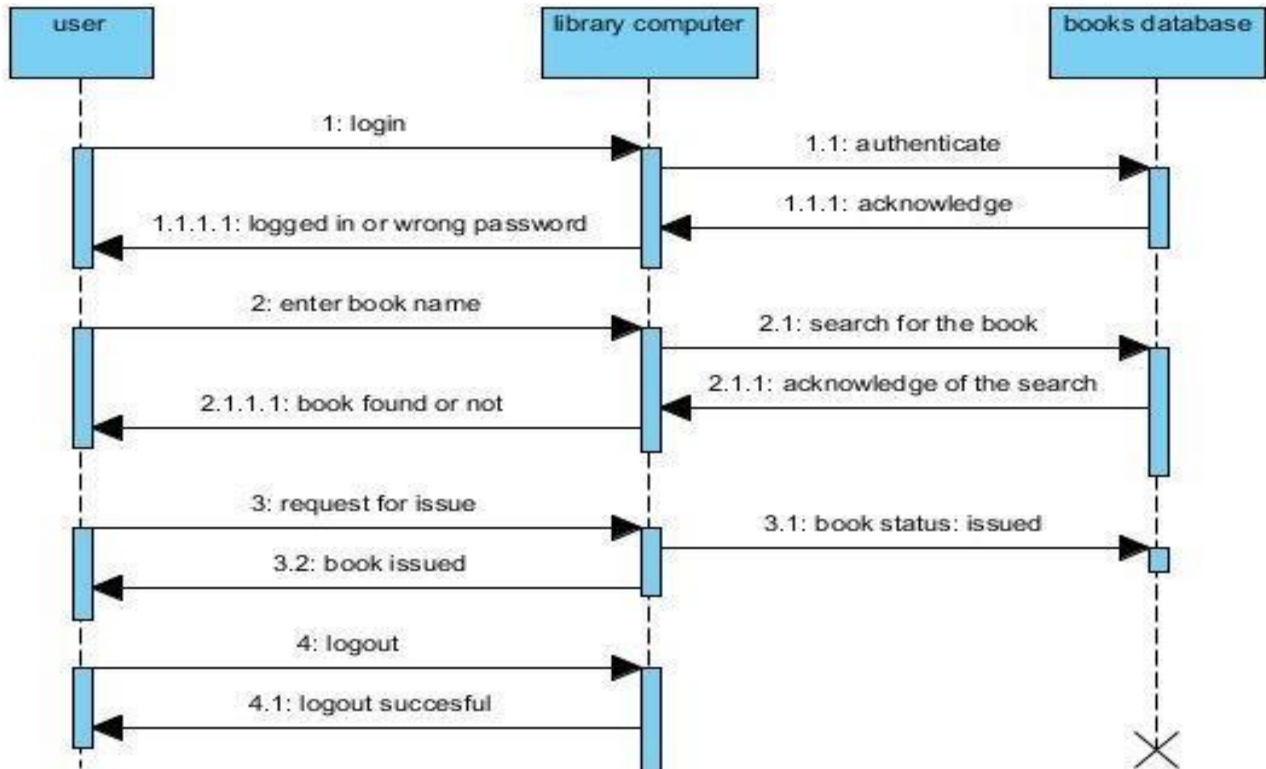 user
library computer
books database
1: login
1.1: authenticate
1.1.1: acknowledge
1.1.1.1: logged in or wrong password
2: enter book name
2.1: search for the book
2.1.1: acknowledge of the search
2.1.1.1: book found or not
3: request for issue
3.1: book status: issued
3.2: book issued
4: logout
4.1: logout succesful